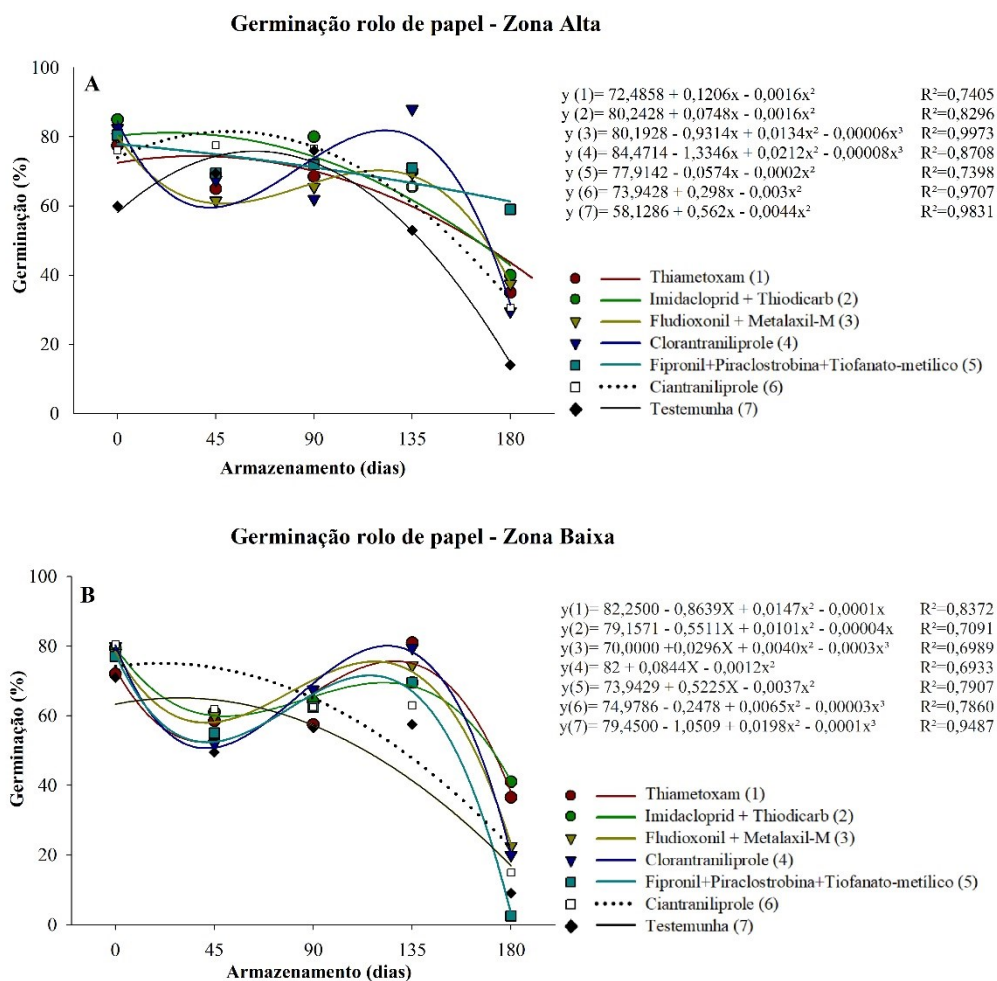 Germinação rolo de papel - Zona Alta
A
Germinação (%)
100
80
60
40
20
0
0 45 90 135 180
Armazenamento (dias)
y (1)= 72,4858 + 0,1206x - 0,0016x² R²=0,7405
y (2)= 80,2428 + 0,0748x - 0,0016x² R²=0,8296
y (3)= 80,1928 - 0,9314x + 0,0134x² - 0,00006x³ R²=0,9973
y (4)= 84,4714 - 1,3346x + 0,0212x² - 0,00008x³ R²=0,8708
y (5)= 77,9142 - 0,0574x - 0,0002x² R²=0,7398
y (6)= 73,9428 + 0,298x - 0,003x² R²=0,9707
y (7)= 58,1286 + 0,562x - 0,0044x² R²=0,9831
Thiametoxam (1)
Imidacloprid + Thiodicarb (2)
Fludioxonil + Metalaxil-M (3)
Clorantraniliprole (4)
Fipronil+Piraclostrobina+Tiofanato-metílico (5)
Ciantraniliprole (6)
Testemunha (7)
Germinação rolo de papel - Zona Baixa
B
Germinação (%)
100
80
60
40
20
0
0 45 90 135 180
Armazenamento (dias)
y(1)= 82,2500 - 0,8639X + 0,0147x² - 0,0001x R²=0,8372
y(2)= 79,1571 - 0,5511X + 0,0101x² - 0,00004x R²=0,7091
y(3)= 70,0000 +0,0296X + 0,0040x² - 0,0003x³ R²=0,6989
y(4)= 82 + 0,0844X - 0,0012x² R²=0,6933
y(5)= 73,9429 + 0,5225X - 0,0037x² R²=0,7907
y(6)= 74,9786 - 0,2478 + 0,0065x² - 0,00003x³ R²=0,7860
y(7)= 79,4500 - 1,0509 + 0,0198x² - 0,0001x³ R²=0,9487
Thiametoxam (1)
Imidacloprid + Thiodicarb (2)
Fludioxonil + Metalaxil-M (3)
Clorantraniliprole (4)
Fipronil+Piraclostrobina+Tiofanato-metílico (5)
Ciantraniliprole (6)
Testemunha (7)